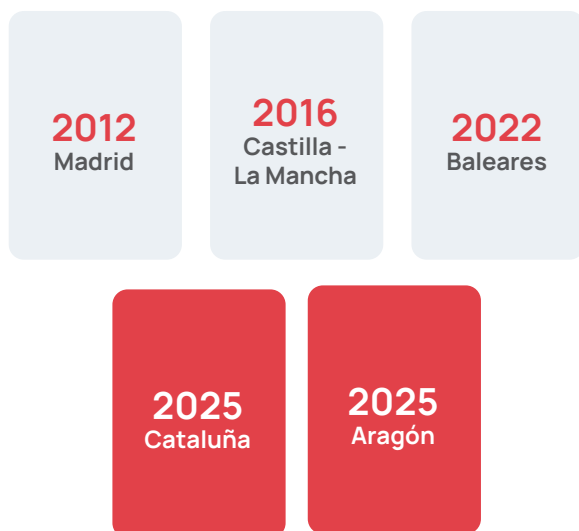 2012
Madrid
2016
Castilla -
La Mancha
2022
Baleares
2025
Cataluña
2025
Aragón